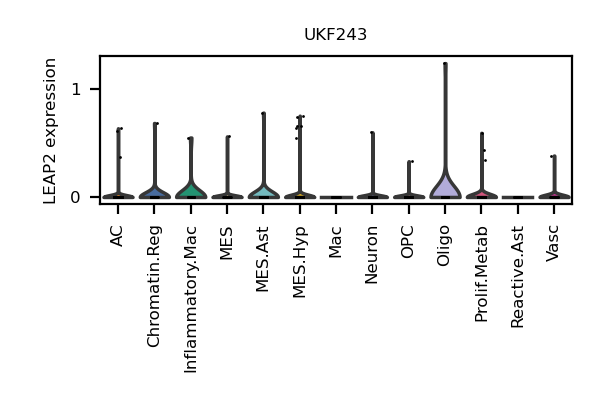 UKF243
LEAP2 expression
1
0
AC
Chromatin.Reg
Inflammatory.Mac
MES
MES.Ast
MES.Hyp
Mac
Neuron
OPC
Oligo
Prolif.Metab
Reactive.Ast
Vasc